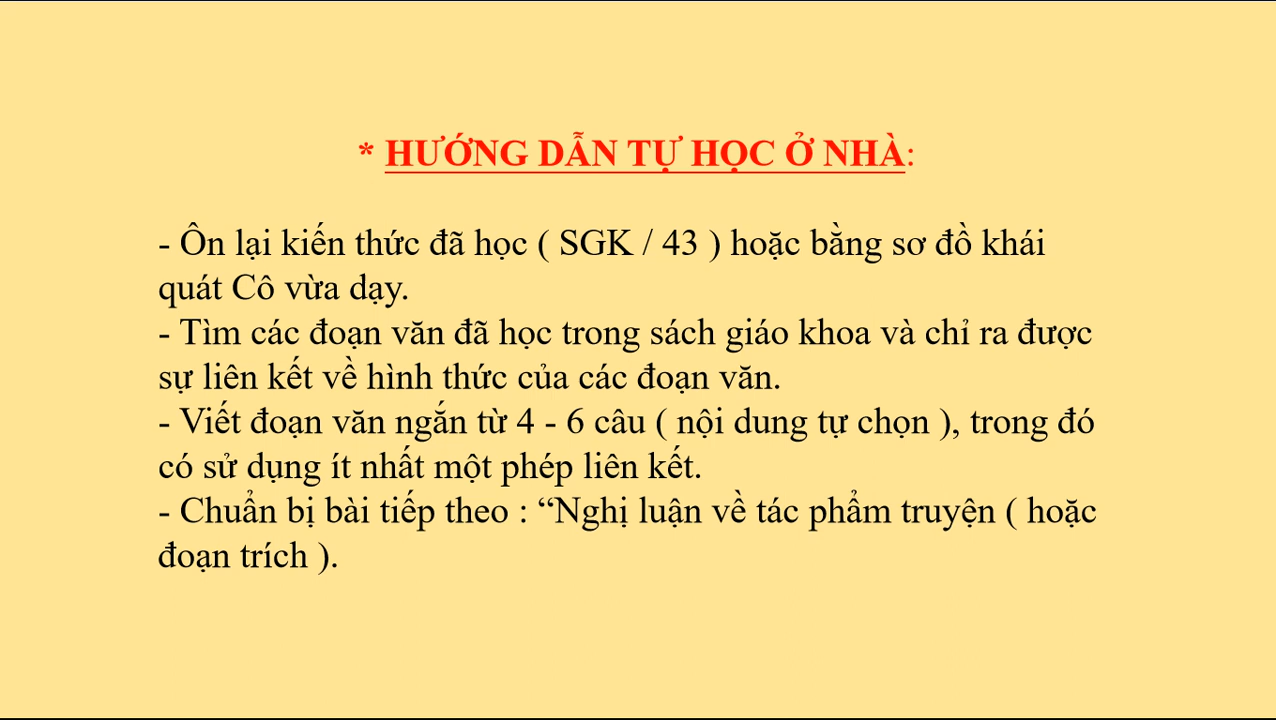 * HƯỚNG DẪN TỰ HỌC Ở NHÀ:
- Ôn lại kiến thức đã học ( SGK / 43 ) hoặc bằng sơ đồ khái
quát Cô vừa dạy.
- Tìm các đoạn văn đã học trong sách giáo khoa và chỉ ra được
sự liên kết về hình thức của các đoạn văn.
- Viết đoạn văn ngắn từ 4 - 6 câu ( nội dung tự chọn ), trong đó
có sử dụng ít nhất một phép liên kết.
- Chuẩn bị bài tiếp theo : “Nghị luận về tác phẩm truyện ( hoặc
đoạn trích ).